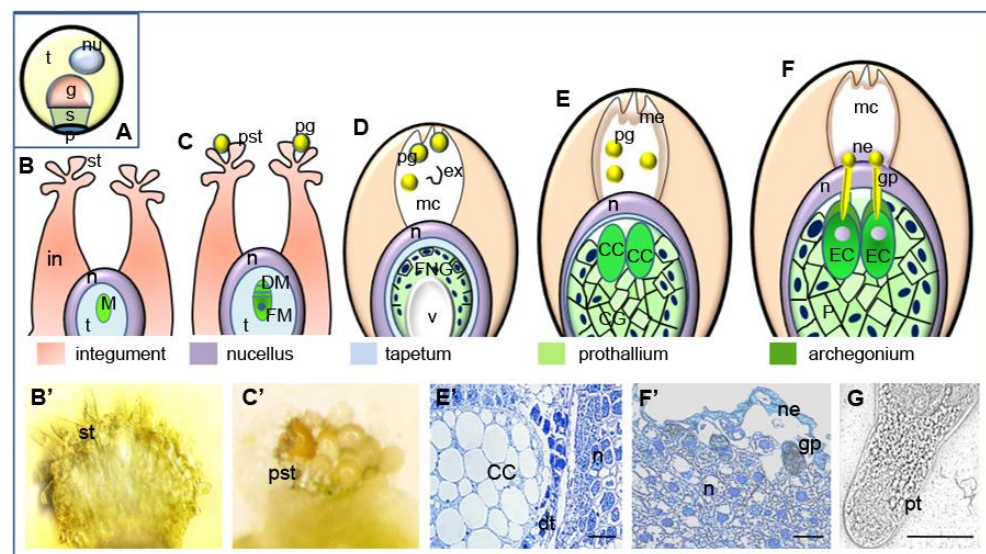 nu
t
g
s
p
A
B
st
in
n
M
t
C
pst
pg
n
DM
FM
D
pg
ex
mc
n
FNG
v
E
me
pg
n
CC CC
CG
F
mc
ne
n
gp
EC EC
P
integument nucellus tapetum prothallium archegonium
B’
st
C’
pst
E’
CC
n
dt
F’
ne
gp
n
G
pt